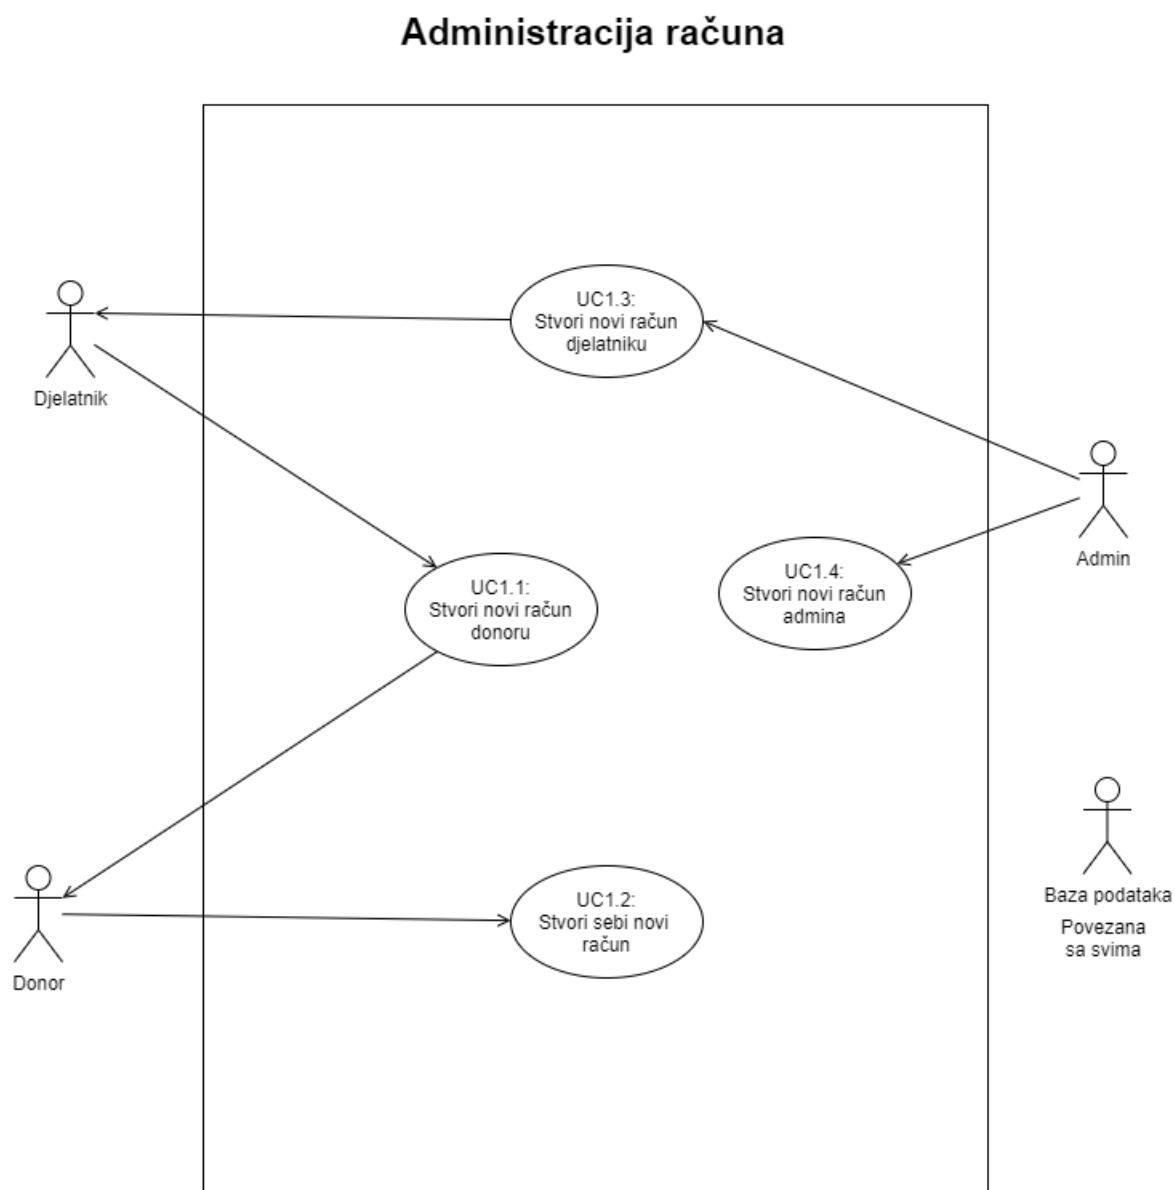 Administracija računa
UC1.3:
Stvori novi račun
djelatniku
Djelatnik
Admin
UC1.1:
Stvori novi račun
donoru
UC1.4:
Stvori novi račun
admina
Baza podataka
Povezana
sa svima
UC1.2:
Stvori sebi novi
račun
Donor